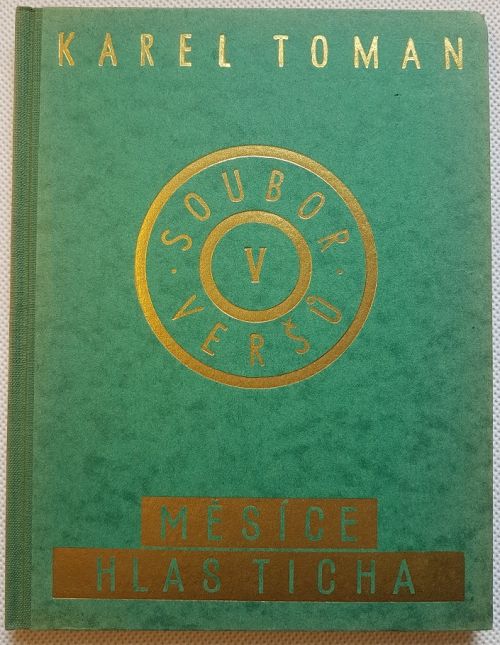 KAREL TOMAN
SOUBOR
V
VERŠŮ
MĚSÍCE
HLAS TICHA